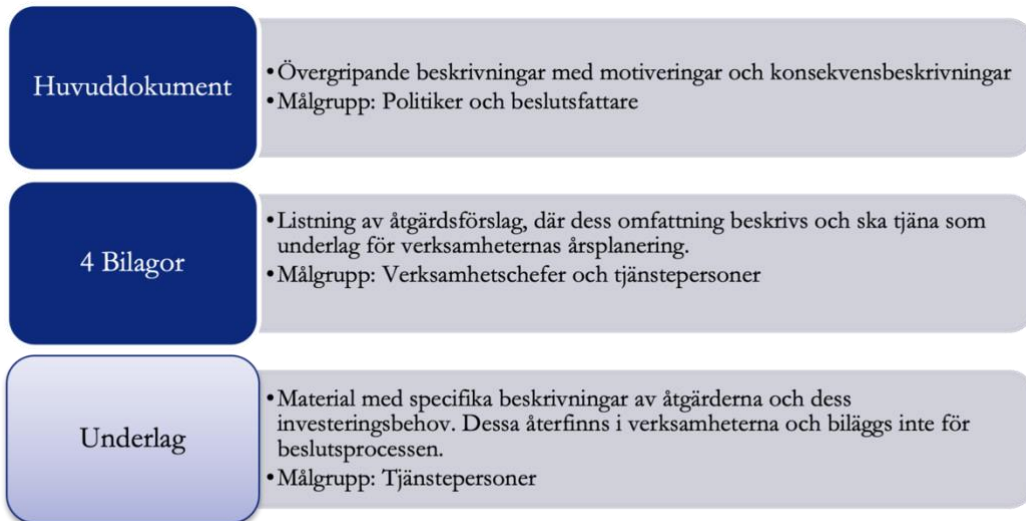 Huvuddokument
•Övergripande beskrivningar med motiveringar och konsekvensbeskrivningar
•Målgrupp: Politiker och beslutsfattare
4 Bilagor
•Listning av åtgärdsförslag, där dess omfattning beskrivs och ska tjäna som
underlag för verksamheternas årsplanering.
•Målgrupp: Verksamhetschefer och tjänstepersoner
Underlag
•Material med specifika beskrivningar av åtgärderna och dess
investeringsbehov. Dessa återfinns i verksamheterna och biläggs inte för
beslutsprocessen.
•Målgrupp: Tjänstepersoner